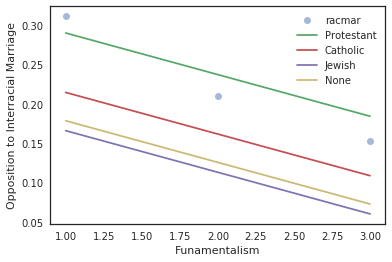 racmar
Protestant
Catholic
Jewish
None
0.30
0.25
0.20
0.15
0.10
0.05
Opposition to Interracial Marriage
1.00 1.25 1.50 1.75 2.00 2.25 2.50 2.75 3.00
Funamentalism